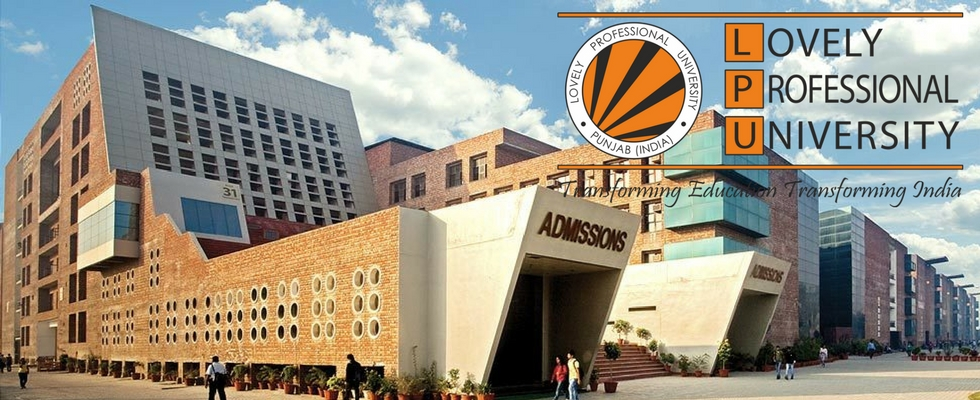 LOVELY PROFESSIONAL UNIVERSITY
• PUNJAB (INDIA) •
LOVELY
PROFESSIONAL
UNIVERSITY
Transforming Education Transforming India
31
ADMISSIONS
ADMISSIONS